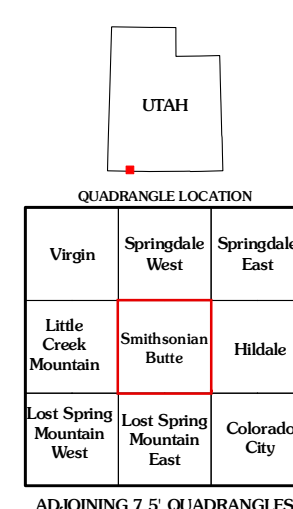 UTAH
QUADRANGLE LOCATION
Virgin
Springdale
West
Springdale
East
Little
Creek
Mountain
Smithsonian
Butte
Hildale
Lost Spring
Mountain
West
Lost Spring
Mountain
East
Colorado
City
ADJOINING 7.5' QUADRANGLES